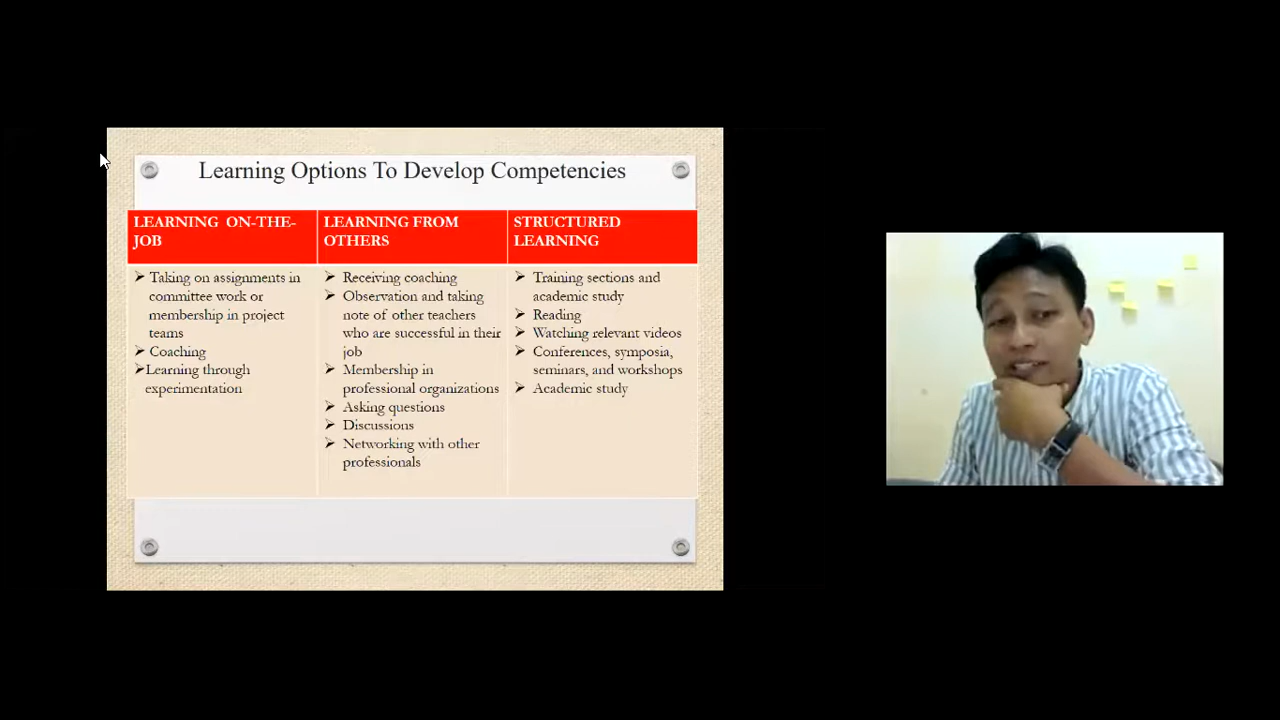 Learning Options To Develop Competencies
LEARNING ON-THE-
JOB
LEARNING FROM
OTHERS
STRUCTURED
LEARNING
➢ Taking on assignments in
committee work or
membership in project
teams
➢ Coaching
➢ Learning through
experimentation
➢ Receiving coaching
➢ Observation and taking
note of other teachers
who are successful in their
job
➢ Membership in
professional organizations
➢ Asking questions
➢ Discussions
➢ Networking with other
professionals
➢ Training sections and
academic study
➢ Reading
➢ Watching relevant videos
➢ Conferences, symposia,
seminars, and workshops
➢ Academic study